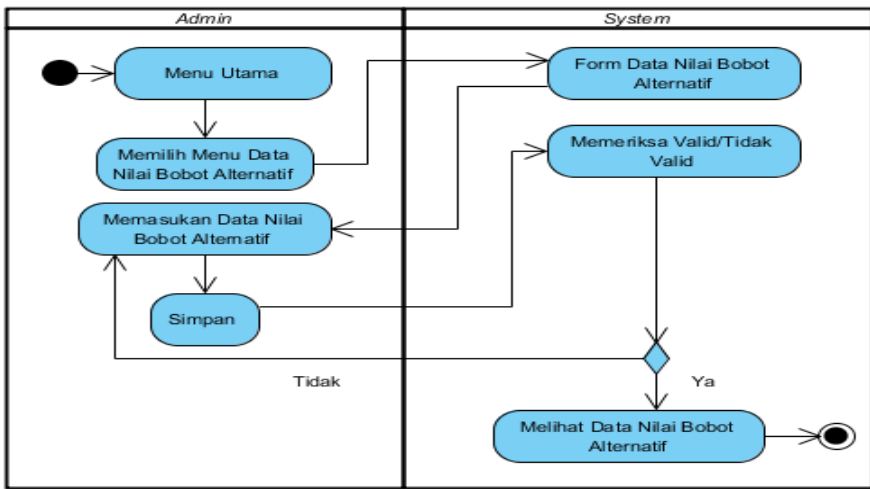 Admin
System
Menu Utama
Form Data Nilai Bobot
Alternatif
Memilih Menu Data
Nilai Bobot Alternatif
Memeriksa Valid/Tidak
Valid
Memasukan Data Nilai
Bobot Alternatif
Simpan
Tidak
Ya
Melihat Data Nilai Bobot
Alternatif